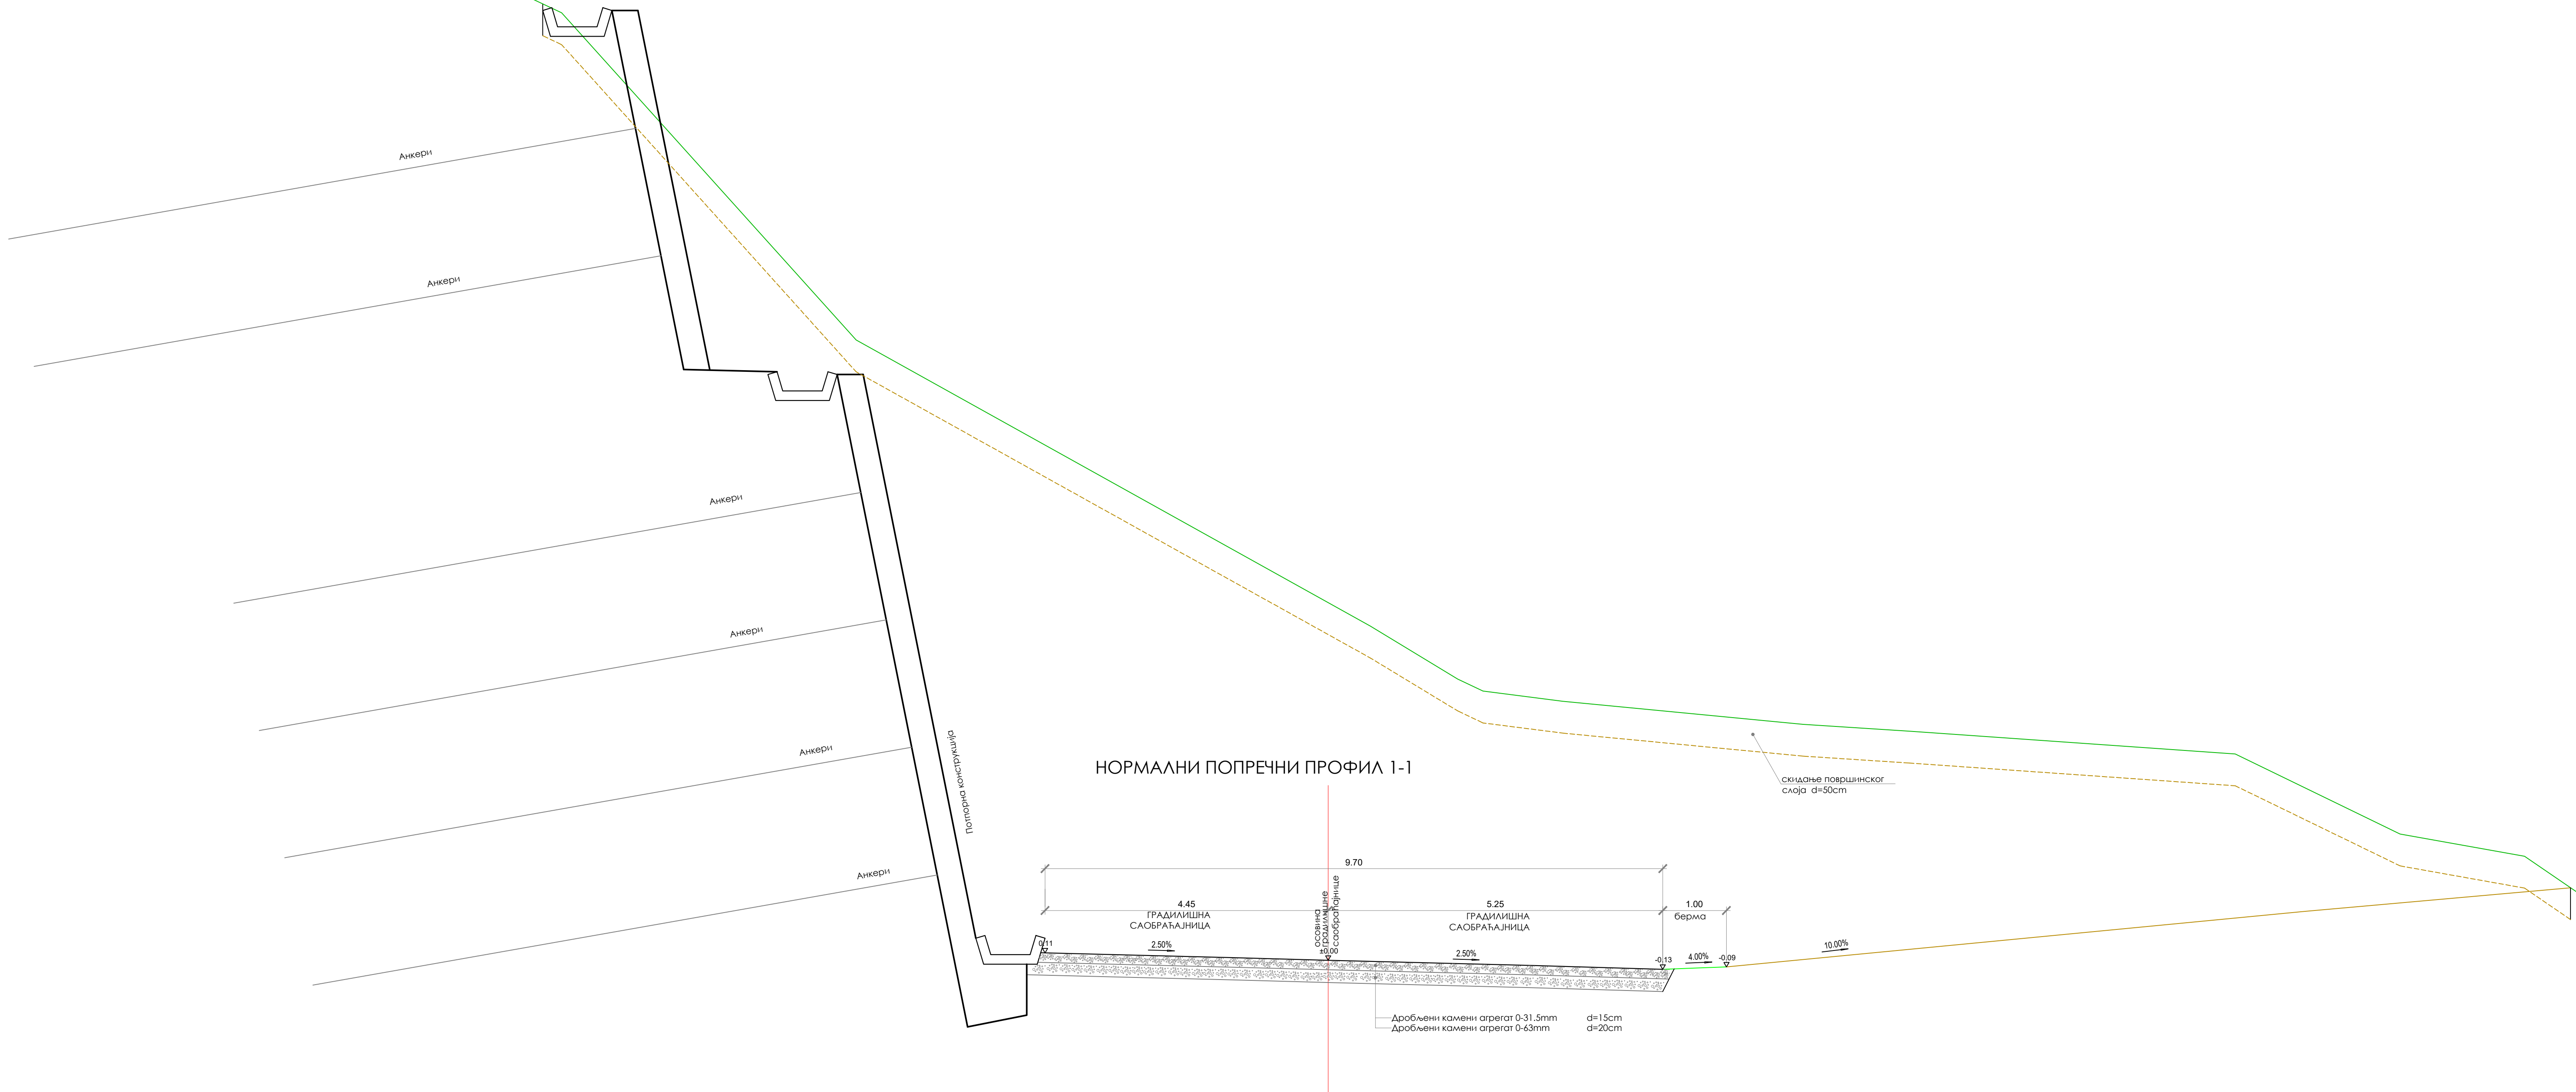 Анкери
Анкери
Анкери
Анкери
Анкери
Анкери
Потпорна конструкција
НОРМАЛНИ ПОПРЕЧНИ ПРОФИЛ 1-1
скидање површинског
слоја d=50cm
9.70
4.45
ГРАДИЛИШНА
САОБРАЋАЈНИЦА
осовина
градилишне
саобраћајнице
±0.00
5.25
ГРАДИЛИШНА
САОБРАЋАЈНИЦА
1.00
берма
0.11
2.50%
2.50%
-0.13
4.00%
-0.09
10.00%
Дробљени камени агрегат 0-31.5mm d=15cm
Дробљени камени агрегат 0-63mm d=20cm